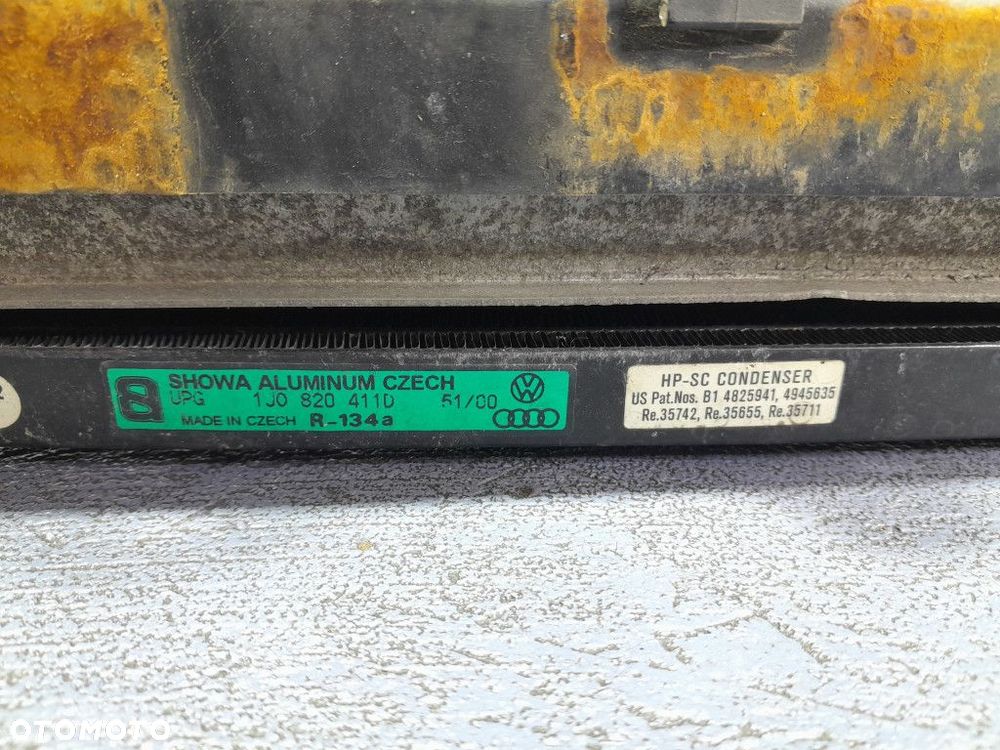 SHOWA ALUMINUM CZECH
UPG 1J0 820 411D 51/00
MADE IN CZECH R-134a
HP-SC CONDENSER
US Pat.Nos. B1 4825941, 4945635
Re.35742, Re.35655, Re.35711
OTOMOTO